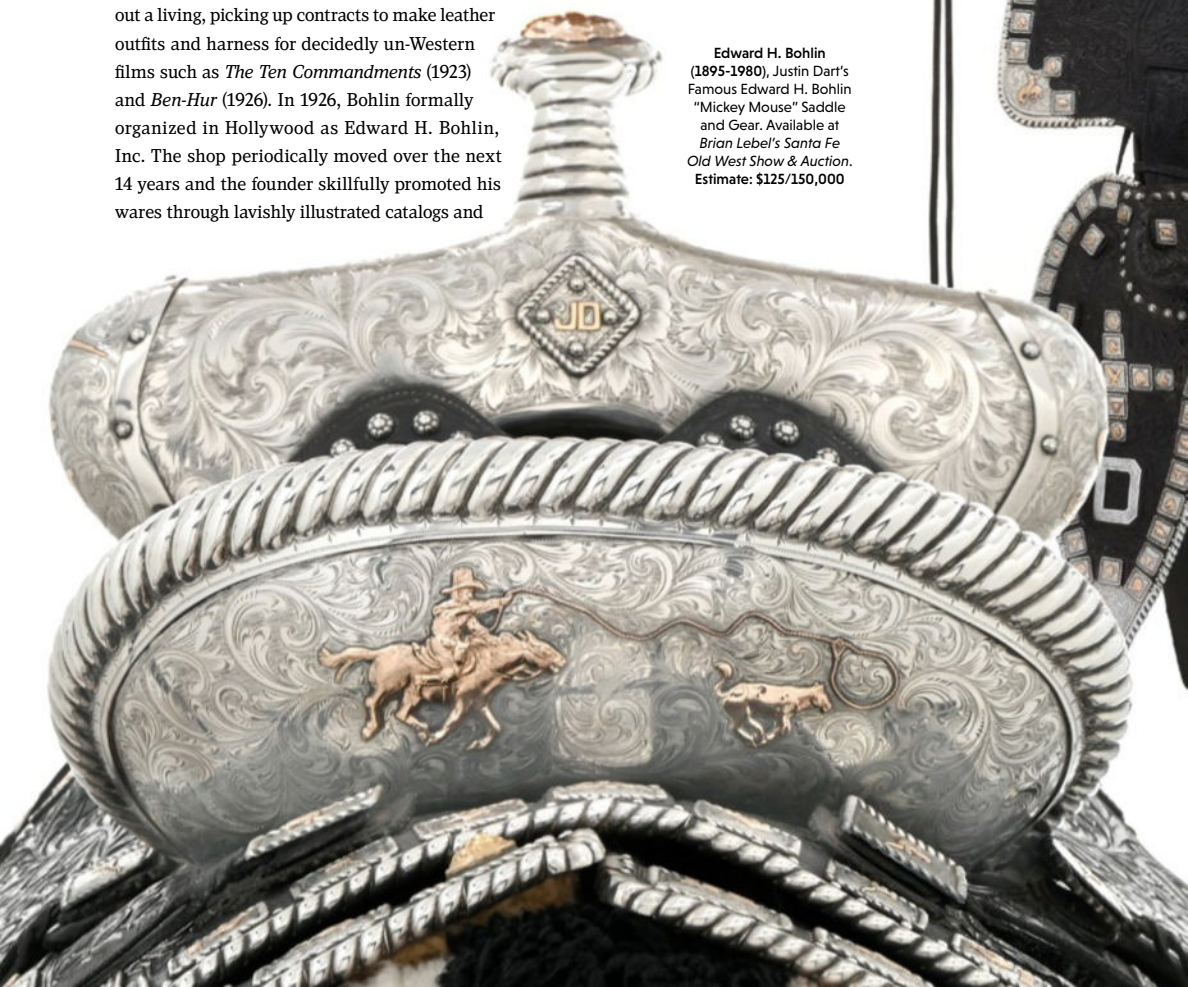 out a living, picking up contracts to make leather
outfits and harness for decidedly un-Western
films such as The Ten Commandments (1923)
and Ben-Hur (1926). In 1926, Bohlin formally
organized in Hollywood as Edward H. Bohlin,
Inc. The shop periodically moved over the next
14 years and the founder skillfully promoted his
wares through lavishly illustrated catalogs and
Edward H. Bohlin
(1895-1980), Justin Dart’s
Famous Edward H. Bohlin
“Mickey Mouse” Saddle
and Gear. Available at
Brian Lebel’s Santa Fe
Old West Show & Auction.
Estimate: $125/150,000
JD